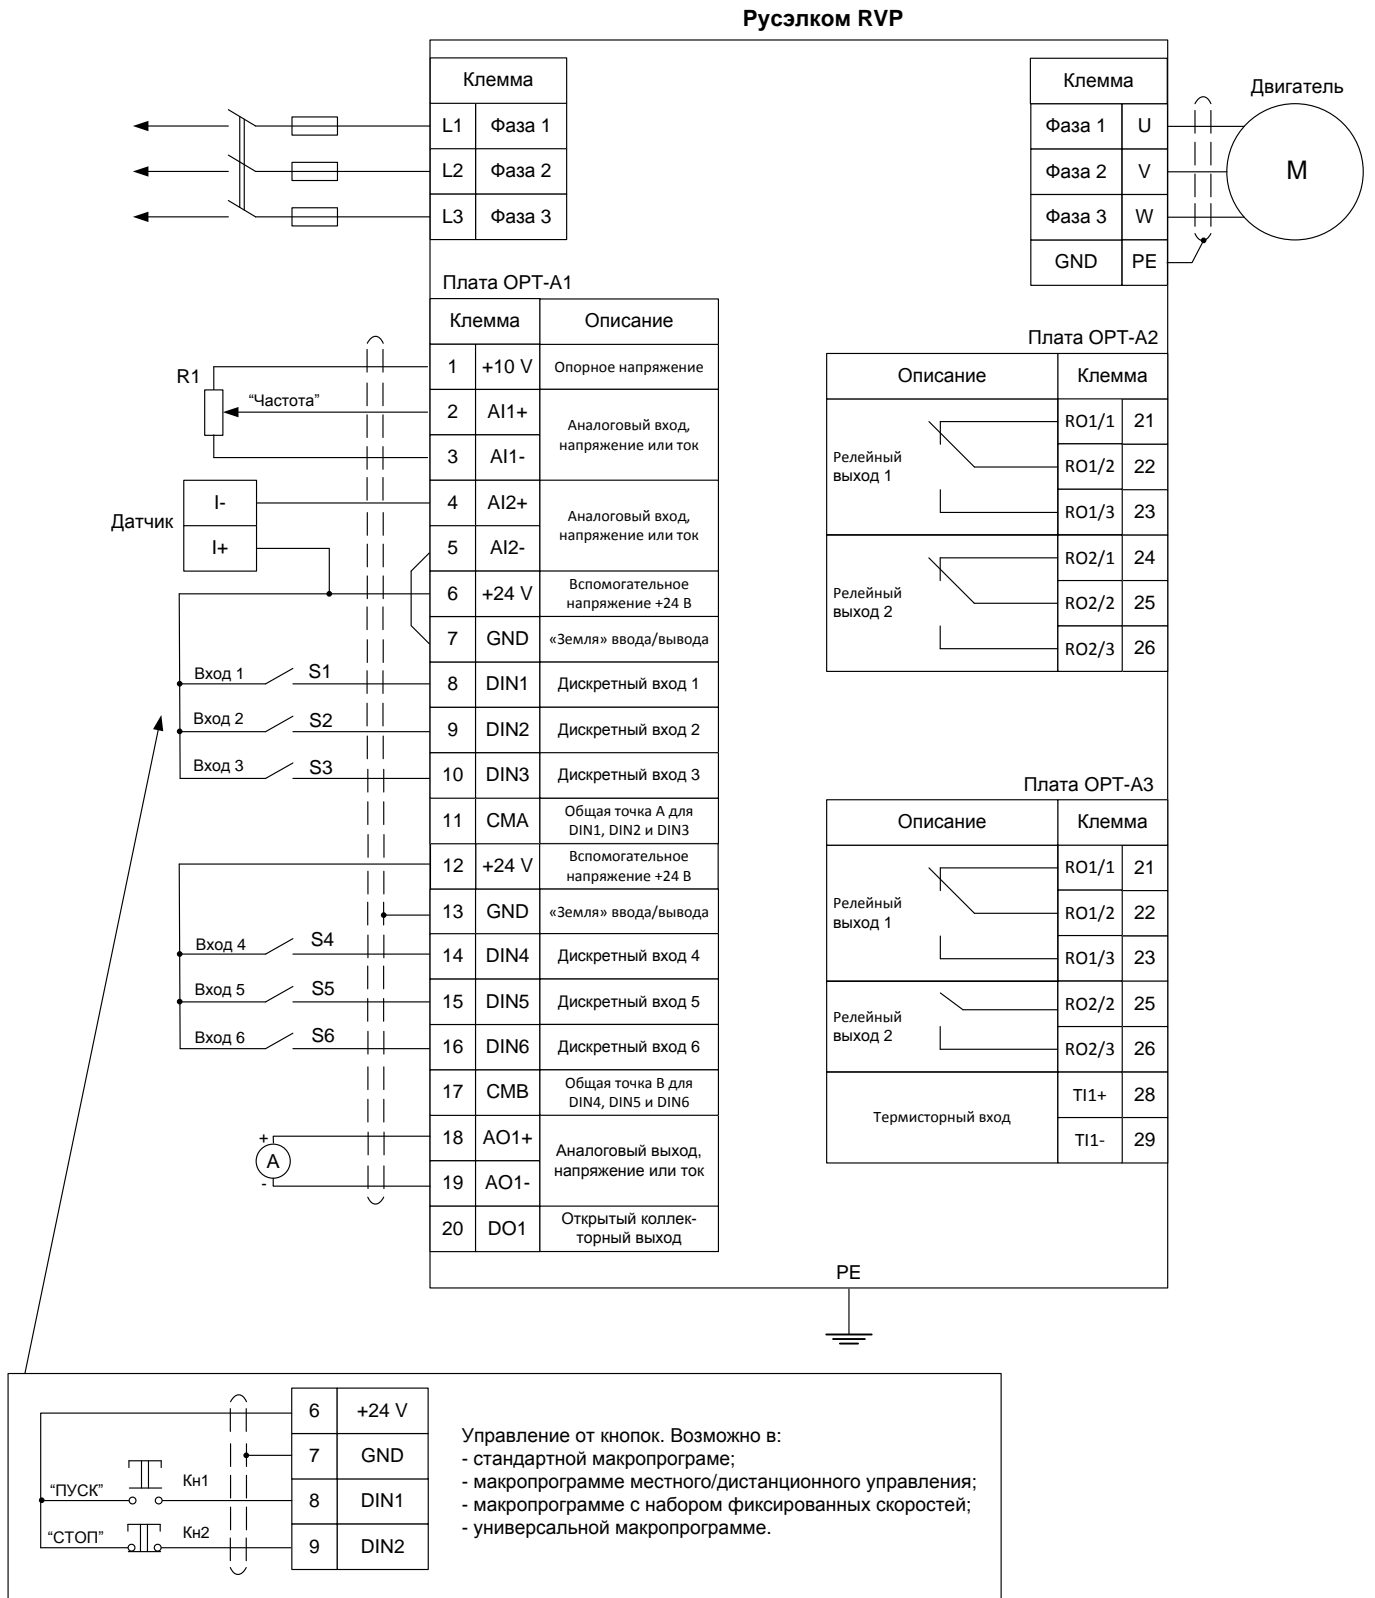 Русэлком RVP
Клемма
L1 Фаза 1
L2 Фаза 2
L3 Фаза 3
Клемма
Фаза 1 U
Фаза 2 V
Фаза 3 W
GND PE
Двигатель
M
Плата OPT-A1
Клемма Описание
1 +10 V Опорное напряжение
2 AI1+ Аналоговый вход,
3 AI1- напряжение или ток
4 AI2+ Аналоговый вход,
5 AI2- напряжение или ток
6 +24 V Вспомогательное
напряжение +24 В
7 GND «Земля» ввода/вывода
8 DIN1 Дискретный вход 1
9 DIN2 Дискретный вход 2
10 DIN3 Дискретный вход 3
11 CMA Общая точка А для
DIN1, DIN2 и DIN3
12 +24 V Вспомогательное
напряжение +24 В
13 GND «Земля» ввода/вывода
14 DIN4 Дискретный вход 4
15 DIN5 Дискретный вход 5
16 DIN6 Дискретный вход 6
17 CMB Общая точка В для
DIN4, DIN5 и DIN6
18 AO1+ Аналоговый выход,
19 AO1- напряжение или ток
20 DO1 Открытый коллек-
торный выход
R1
“Частота”
Датчик
I-
I+
Вход 1 S1
Вход 2 S2
Вход 3 S3
Вход 4 S4
Вход 5 S5
Вход 6 S6
+
A
-
Плата OPT-A2
Описание Клемма
Релейный
выход 1
RO1/1 21
RO1/2 22
RO1/3 23
Релейный
выход 2
RO2/1 24
RO2/2 25
RO2/3 26
Плата OPT-A3
Описание Клемма
Релейный
выход 1
RO1/1 21
RO1/2 22
RO1/3 23
Релейный
выход 2
RO2/2 25
RO2/3 26
Термисторный вход
TI1+ 28
TI1- 29
PE
6 +24 V
7 GND
8 DIN1
9 DIN2
“ПУСК” Кн1
“СТОП” Кн2
Управление от кнопок. Возможно в:
- стандартной макропрограме;
- макропрограмме местного/дистанционного управления;
- макропрограмме с набором фиксированных скоростей;
- универсальной макропрограмме.